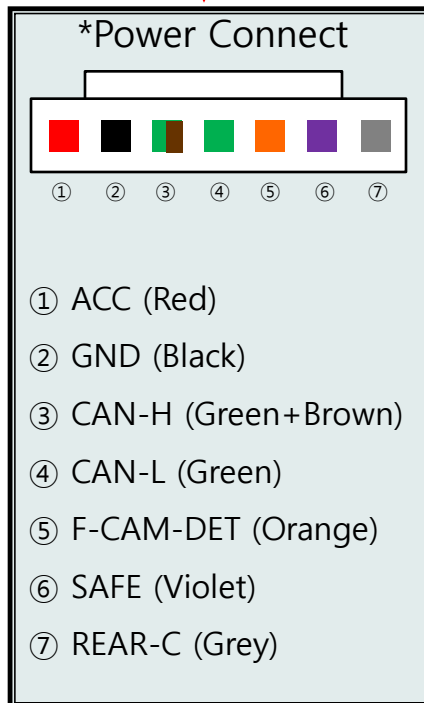 *Power Connect
① ② ③ ④ ⑤ ⑥ ⑦
① ACC (Red)
② GND (Black)
③ CAN-H (Green+Brown)
④ CAN-L (Green)
⑤ F-CAM-DET (Orange)
⑥ SAFE (Violet)
⑦ REAR-C (Grey)